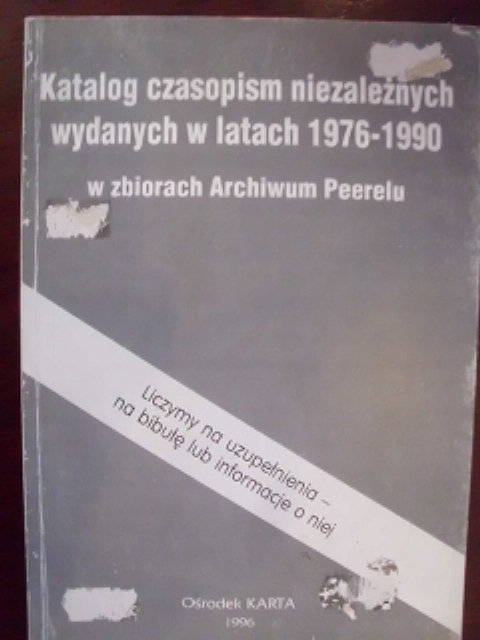 Katalog czasopism niezależnych
wydanych w latach 1976-1990
w zbiorach Archiwum Peerelu
Liczymy na uzupełnienia –
na bibułę lub informacje o niej
Ośrodek KARTA
1996